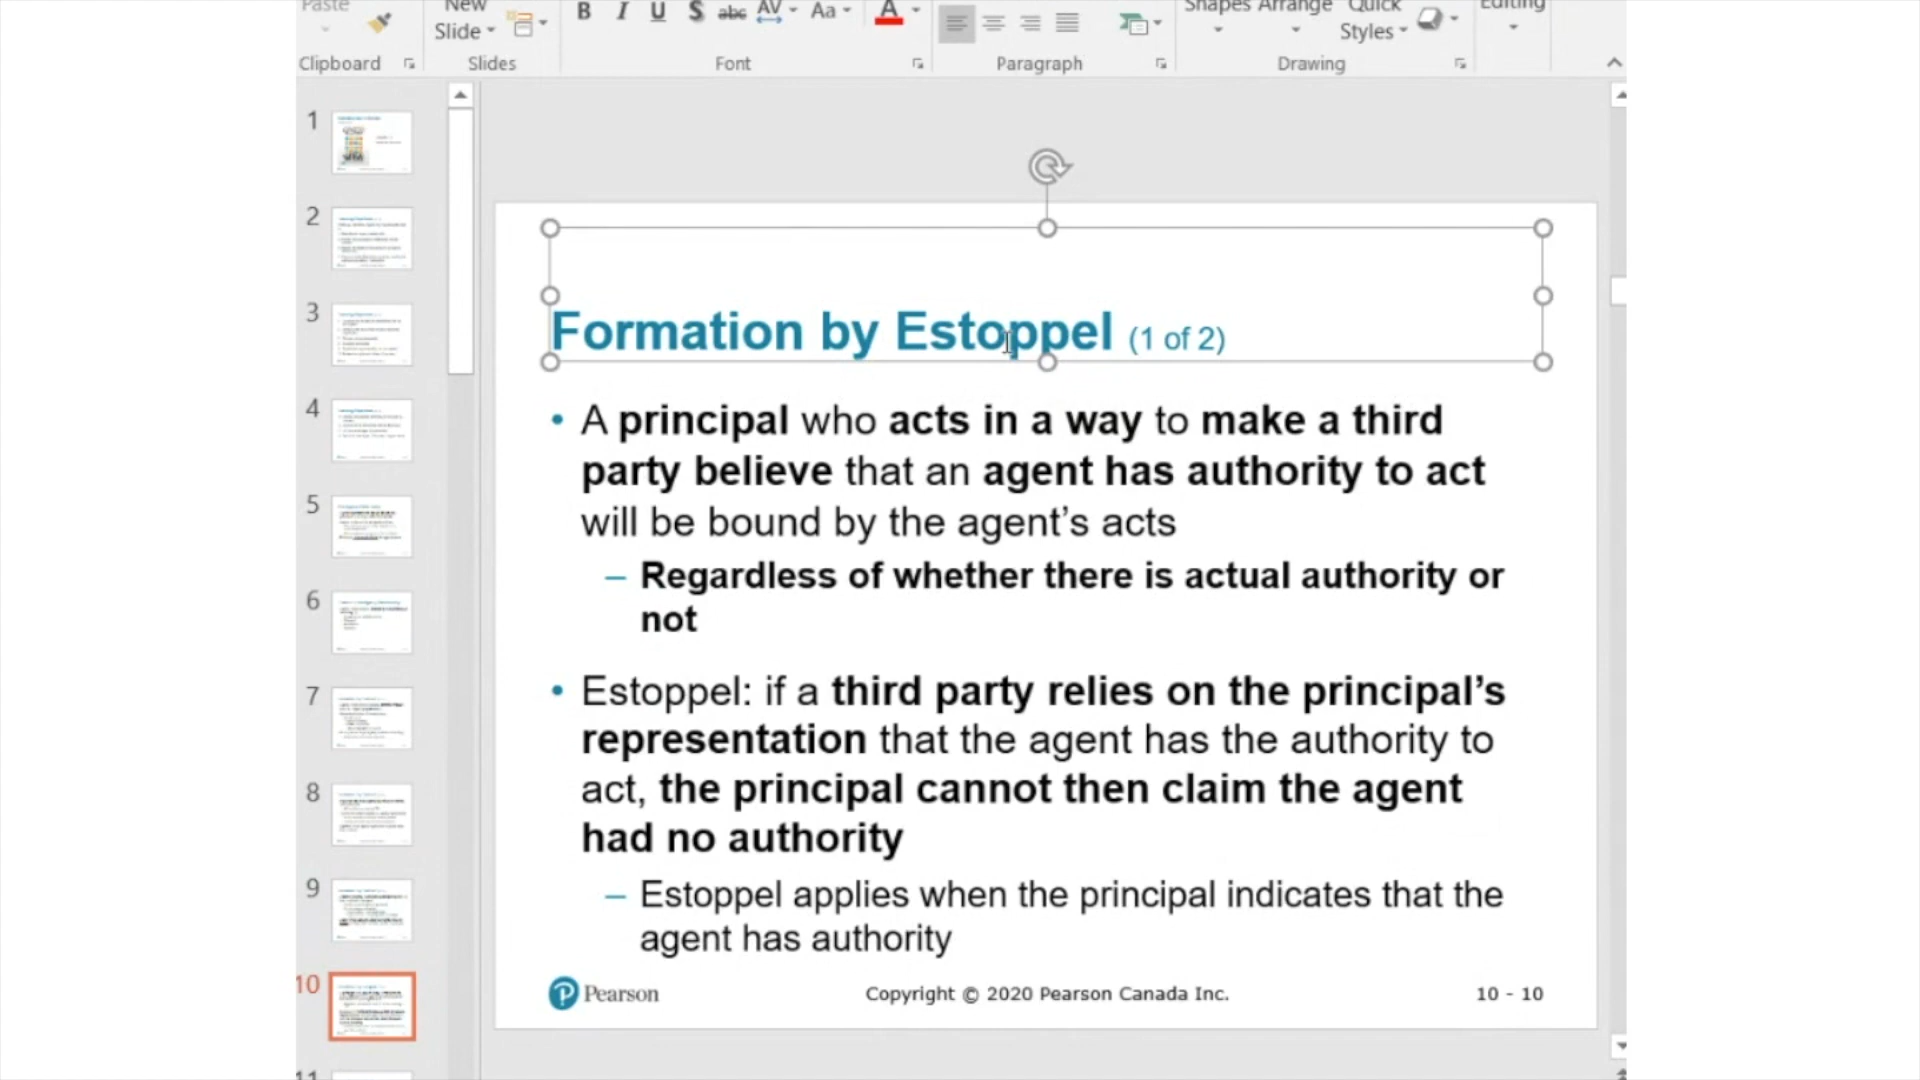 Paste
New
Slide
B I U S abc AV Aa A
Shapes Arrange Quick
Styles
Editing
Clipboard
Slides
Font
Paragraph
Drawing
1
2
3
4
5
6
7
8
9
10
11
Formation by Estoppel (1 of 2)
• A principal who acts in a way to make a third
party believe that an agent has authority to act
will be bound by the agent’s acts
– Regardless of whether there is actual authority or
not
• Estoppel: if a third party relies on the principal’s
representation that the agent has the authority to
act, the principal cannot then claim the agent
had no authority
– Estoppel applies when the principal indicates that the
agent has authority
P Pearson
Copyright © 2020 Pearson Canada Inc.
10 - 10